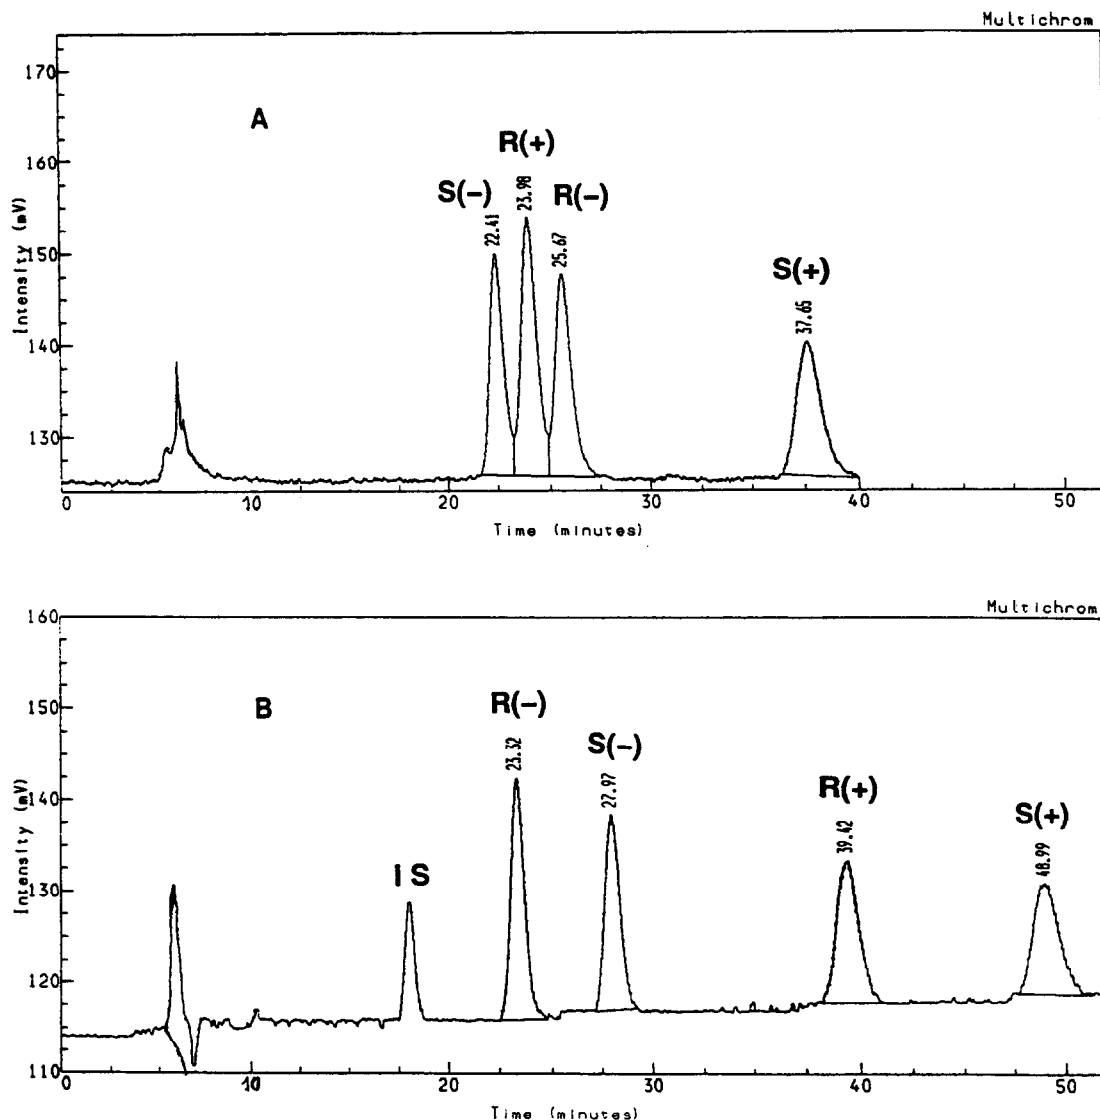 Multichrom
A
R(+)
S(-)
R(-)
S(+)
22.41
23.98
25.67
37.65
170
160
150
140
130
Intensity (mV)
0 10 20 30 40 50
Time (minutes)
Multichrom
B
R(-)
S(-)
R(+)
S(+)
I S
23.32
27.97
39.42
48.99
160
150
140
130
120
110
Intensity (mV)
0 10 20 30 40 50
Time (minutes)